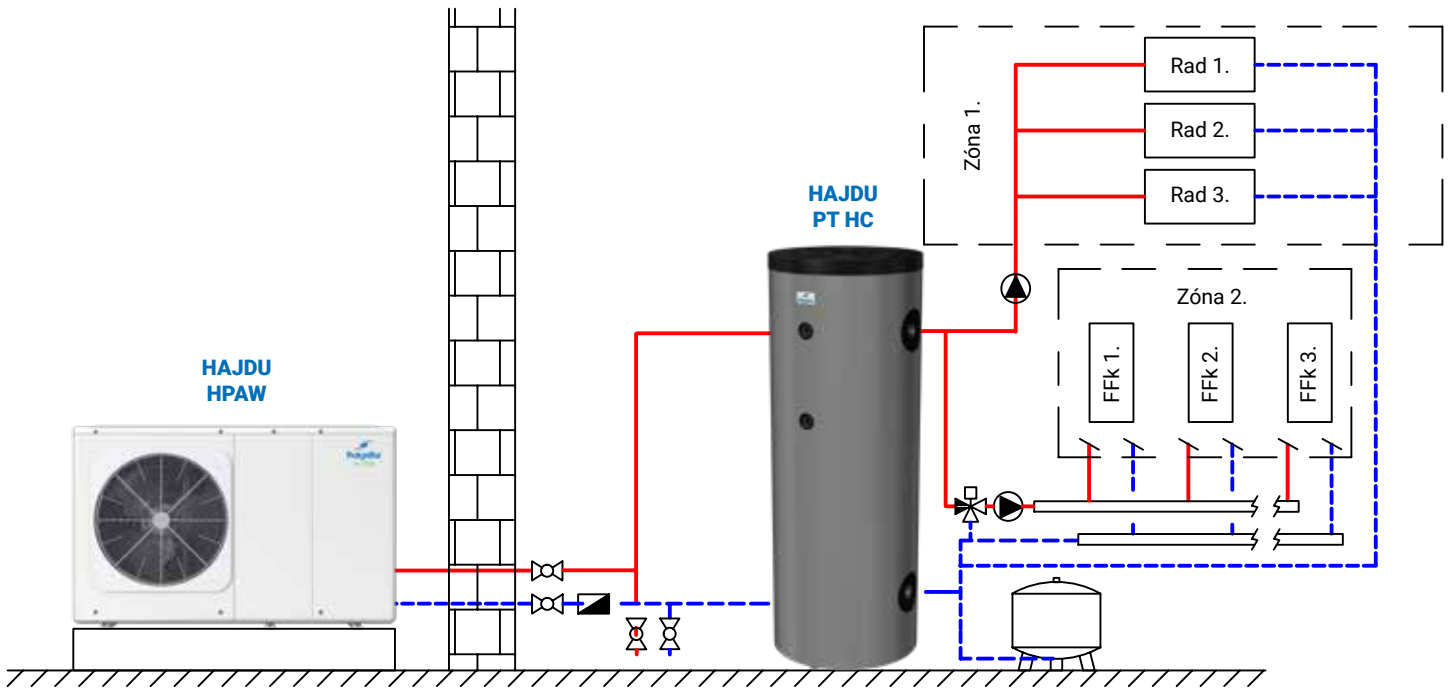 HAJDU
HPAW
hajdu
HAJDU
PT HC
Zóna 1.
Rad 1.
Rad 2.
Rad 3.
Zóna 2.
FFk 1.
FFk 2.
FFk 3.